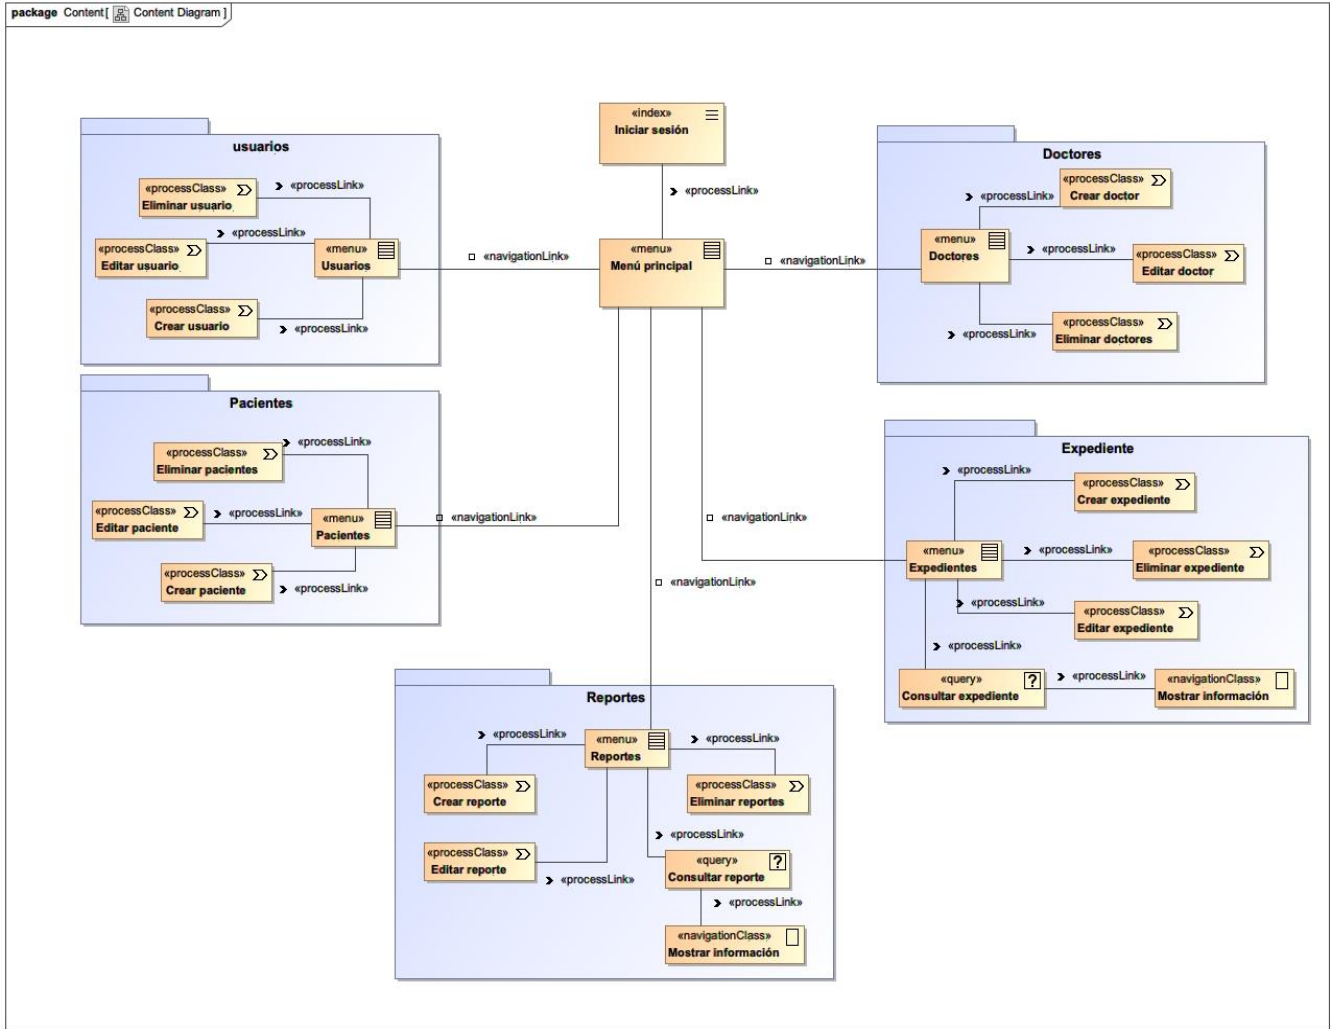 package Content[ Content Diagram ]
«index»
Iniciar sesión
«processLink»
«menu»
Menú principal
usuarios
«processClass»
Eliminar usuario
«processLink»
«processClass»
Editar usuario
«processLink»
«menu»
Usuarios
«processClass»
Crear usuario
«processLink»
«navigationLink»
«navigationLink»
Doctores
«processClass»
Crear doctor
«processLink»
«menu»
Doctores
«processLink»
«processClass»
Editar doctor
«processClass»
Eliminar doctores
«processLink»
Pacientes
«processLink»
«processClass»
Eliminar pacientes
«processClass»
Editar paciente
«processLink»
«menu»
Pacientes
«processClass»
Crear paciente
«processLink»
«navigationLink»
«navigationLink»
«navigationLink»
Expediente
«processLink»
«processClass»
Crear expediente
«menu»
Expedientes
«processLink»
«processClass»
Eliminar expediente
«processLink»
«processClass»
Editar expediente
«processLink»
«query»
Consultar expediente
?
«processLink»
«navigationClass»
Mostrar información
Reportes
«processLink»
«menu»
Reportes
«processLink»
«processClass»
Crear reporte
«processClass»
Eliminar reportes
«processLink»
«processClass»
Editar reporte
«processLink»
«query»
Consultar reporte
?
«processLink»
«navigationClass»
Mostrar información